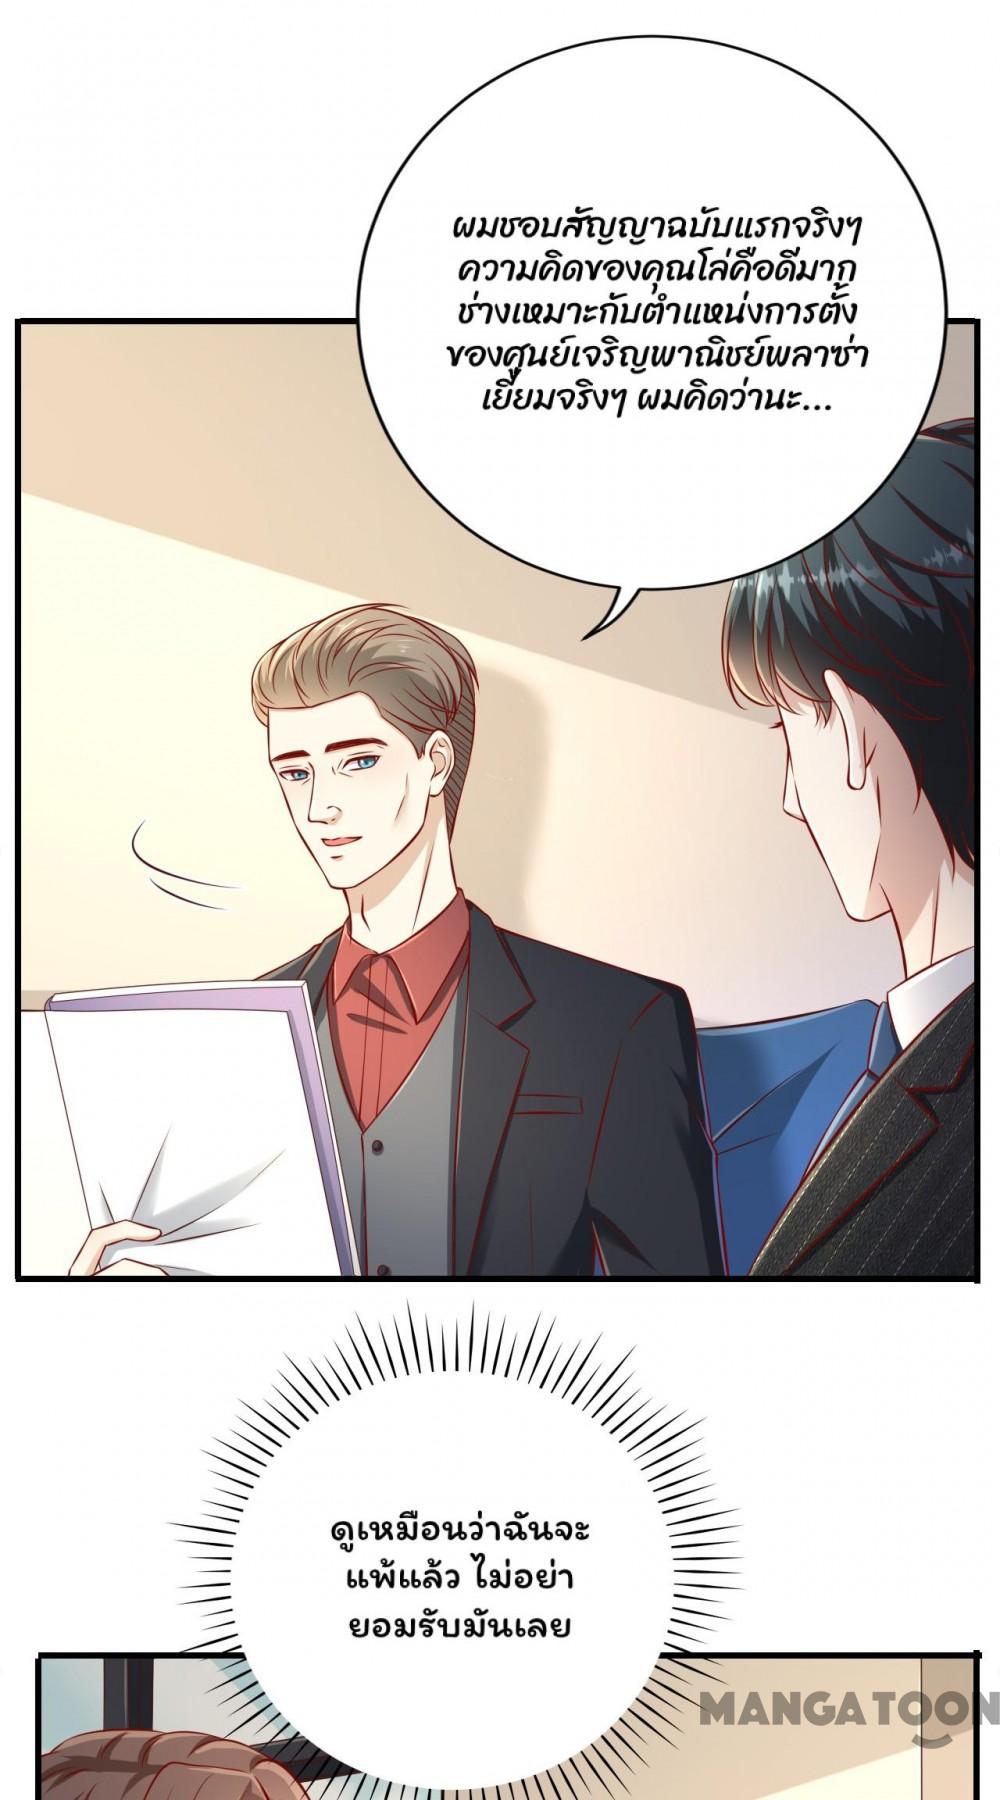 ผมชอบสัญญาฉบับแรกจริงๆ
ความคิดของคุณโล่คือดีมาก
ช่างเหมาะกับตำแหน่งการตั้ง
ของศูนย์เจริญพาณิชย์พลาซ่า
เยี่ยมจริงๆ ผมคิดว่านะ...
ดูเหมือนว่าฉันจะ
แพ้แล้ว ไม่อย่า
ยอมรับมันเลย
MANGATOON